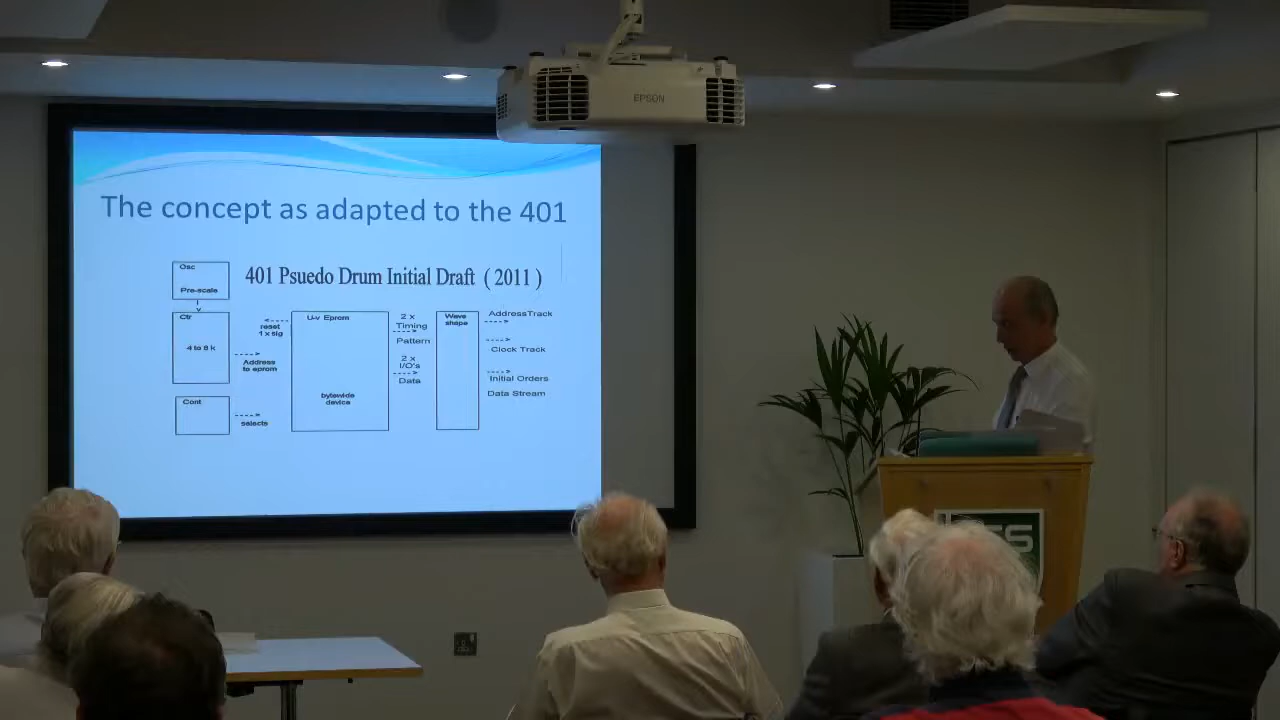 EPSON
The concept as adapted to the 401
401 Psuedo Drum Initial Draft ( 2011 )
Osc
Pre-scale
Ctr
4 to 8 k
Cont
reset
1 x sig
Address
to eprom
selects
U-v Eprom
bytewide
device
2 x
Timing
Pattern
2 x
I/O's
Data
Wave
shape
AddressTrack
Clock Track
Initial Orders
Data Stream